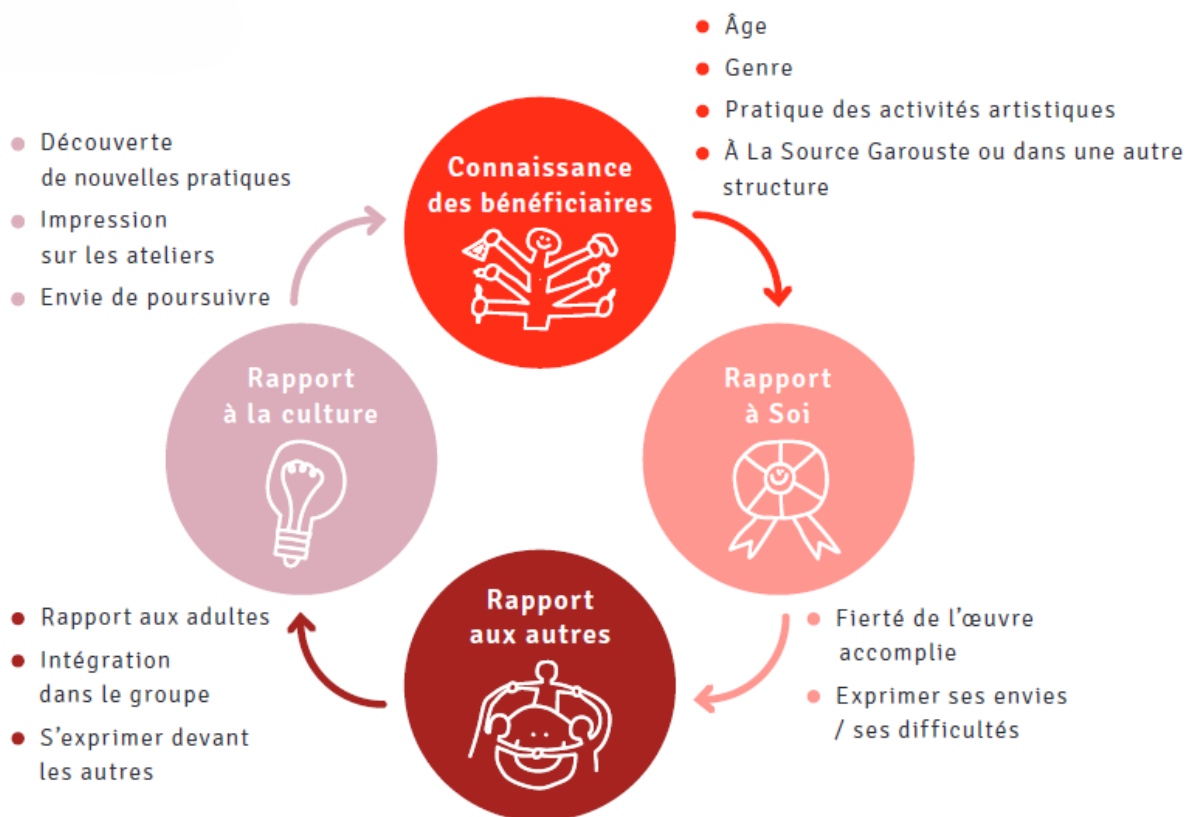 Connaissance
des bénéficiaires
Âge
Genre
Pratique des activités artistiques
À La Source Garouste ou dans une autre
structure
Rapport
à Soi
Fierté de l’œuvre
accomplie
Exprimer ses envies
/ ses difficultés
Rapport
aux autres
Rapport aux adultes
Intégration
dans le groupe
S’exprimer devant
les autres
Rapport
à la culture
Découverte
de nouvelles pratiques
Impression
sur les ateliers
Envie de poursuivre